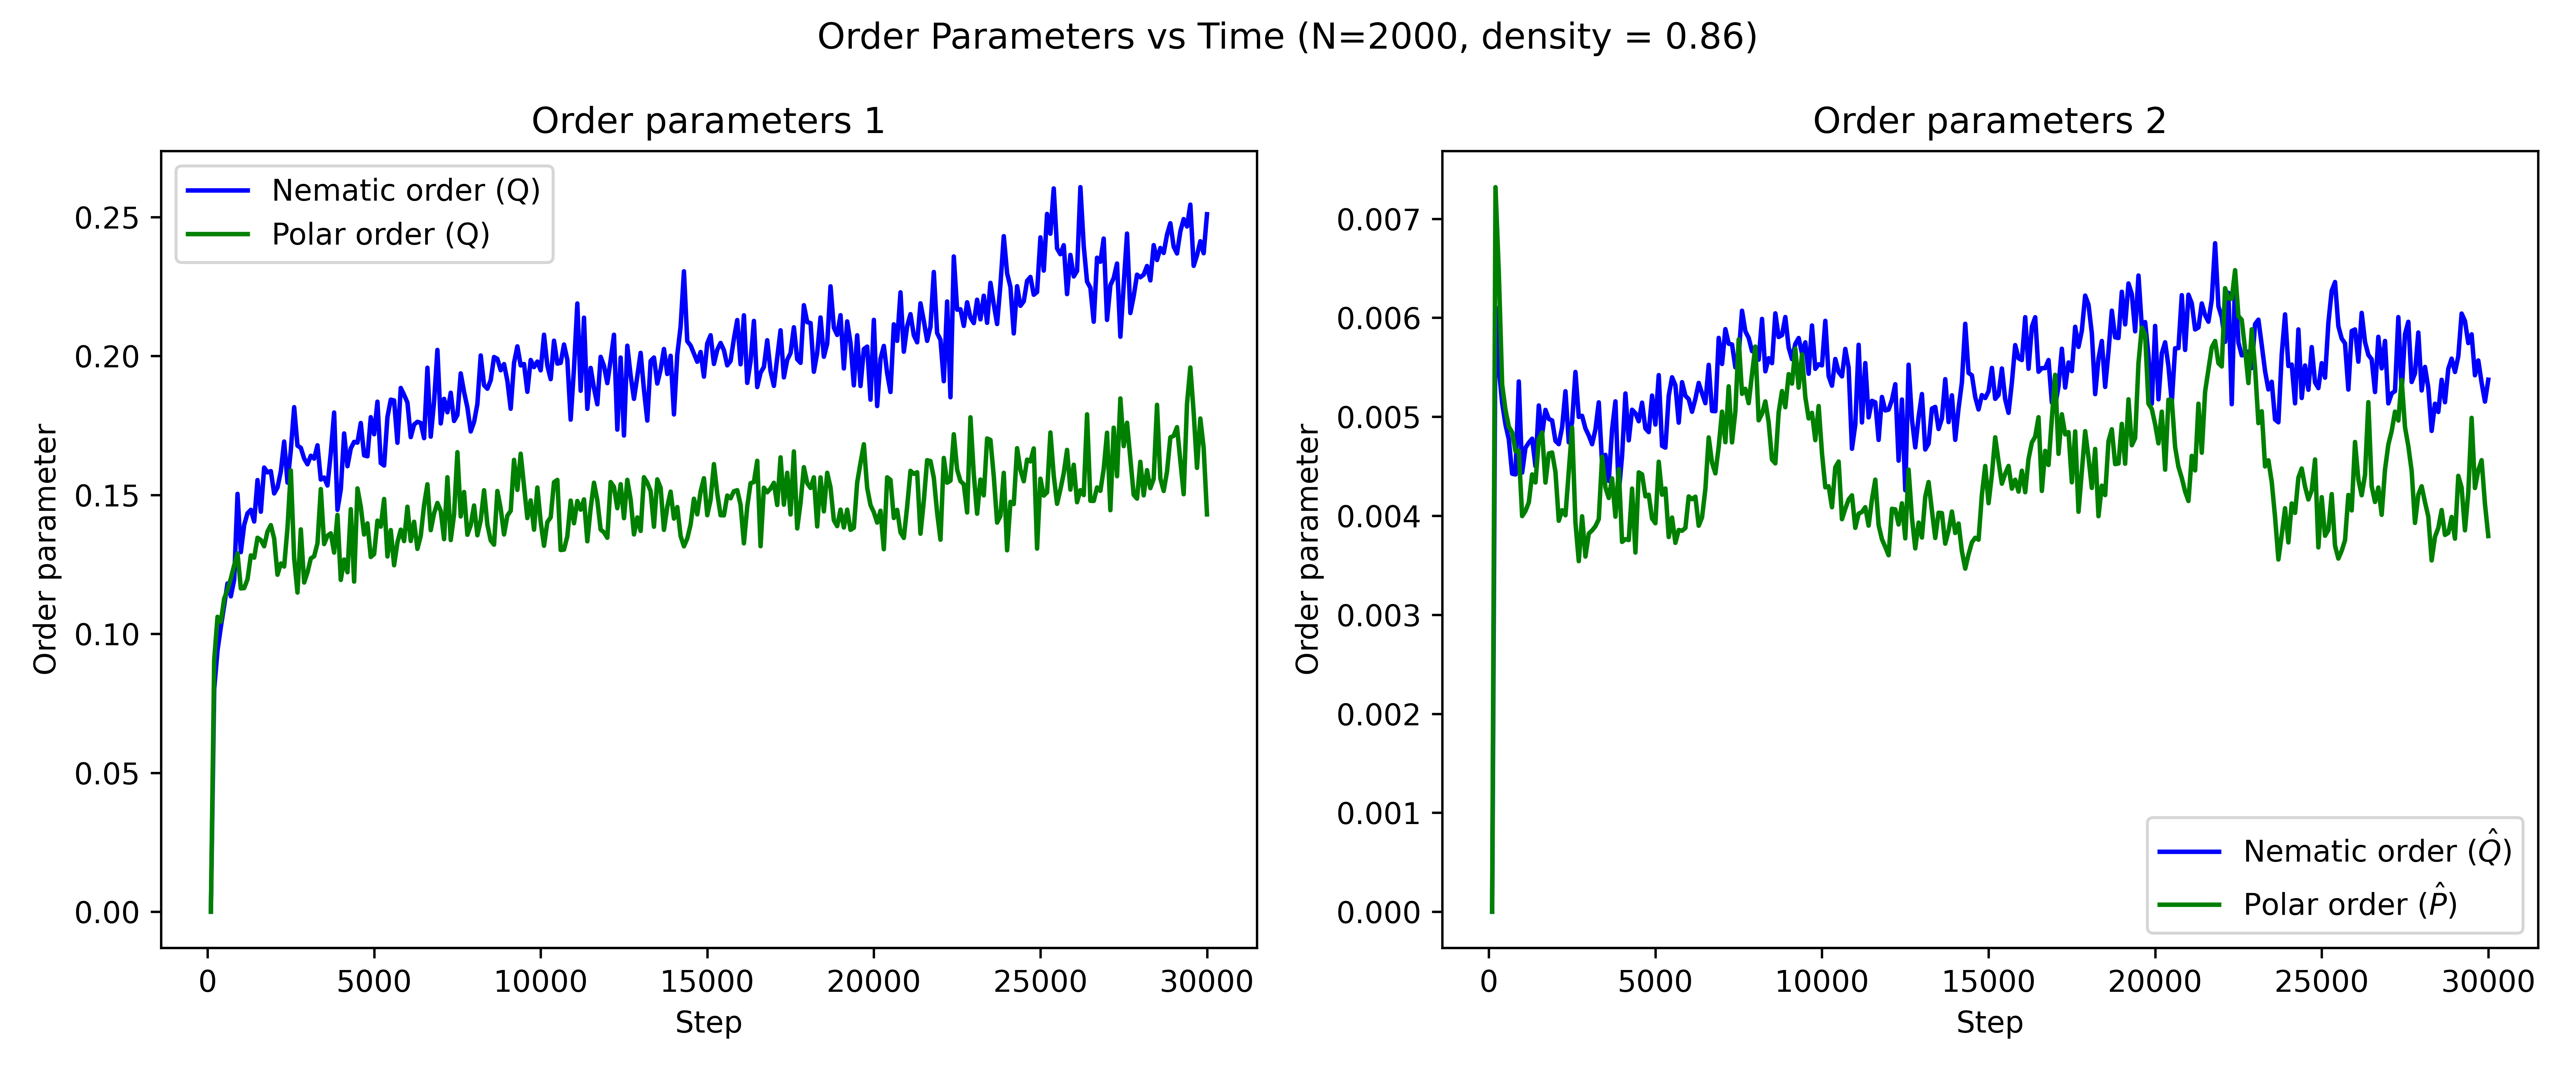 Order Parameters vs Time (N=2000, density = 0.86)
Order parameters 1
Nematic order (Q)
Polar order (Q)
0.25
0.20
0.15
0.10
0.05
0.00
Order parameter
0 5000 10000 15000 20000 25000 30000
Step
Order parameters 2
0.007
0.006
0.005
0.004
0.003
0.002
0.001
0.000
Order parameter
Nematic order (Q̂)
Polar order (P̂)
0 5000 10000 15000 20000 25000 30000
Step